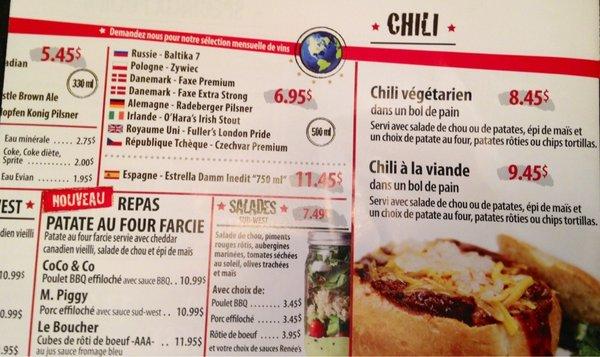 Demandez nous pour notre sélection mensuelle de vins
5.45$
adian
330 ml
stle Brown Ale
Hopfen Konig Pilsner
Eau minérale 2.75$
Coke, Coke diète,
Sprite 2.00$
Eau Evian 1.95$
Russie - Baltika 7
Pologne - Zywiec
Danemark - Faxe Premium
Danemark - Faxe Extra Strong
Alemagne - Radeberger Pilsner
Irlande - O'Hara's Irish Stout
Royaume Uni - Fuller's London Pride
République Tchèque - Czechvar Premium
6.95$
500 ml
Espagne - Estrella Damm Inedit "750 ml" 11.45$
WEST
dien vieilli
10.99$
10.99$
9.95$
NOUVEAU REPAS
PATATE AU FOUR FARCIE
Patate au four farcie servie avec cheddar
canadien vieilli, salade de chou et épi de maïs
CoCo & Co
Poulet BBQ effiloché avec sauce BBQ .. 10.99$
M. Piggy
Porc effiloché avec sauce sud-west .. 10.99$
Le Boucher
Cubes de rôti de boeuf -AAA- .. 11.95$
au jus sauce fromage bleu
SALADES
SUD-WEST
7.49$
Salade de chou, piments
rouges rôtis, aubergines
marinées, tomates séchées
au soleil, olives trachées
et maïs
Avec choix de:
Poulet BBQ 3.45$
Porc effiloché 3.45$
Rôtie de boeuf 3.95$
et votre choix de sauces Renée's
CHILI
Chili végétarien 8.45$
dans un bol de pain
Servi avec salade de chou ou de patates, épi de maïs et
un choix de patate au four, patates rôties ou chips tortillas.
Chili à la viande 9.45$
dans un bol de pain
Servi avec salade de chou ou de patates, épi de maïs et
un choix de patate au four, patates rôties ou chips tortillas.